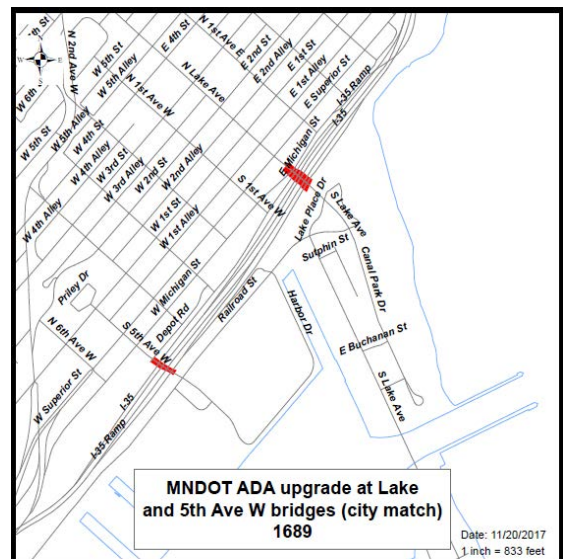 7th St
N
W
E
S
N 2nd Ave W
W 6th St
W 5th St
W 5th Alley
E 4th St
N 1st Ave E
E 2nd St
E 2nd Alley
E 1st St
E 1st Alley
E Superior St
I-35 Ramp
I-35
N 1st Ave W
N Lake Ave
W 5th St
W 5th Alley
W 4th St
W 4th Alley
W 3rd St
W 3rd Alley
W 2nd St
W 2nd Alley
E Michigan St
S 1st Ave W
Lake Place Dr
S Lake Ave
W 4th Alley
W 1st St
W 1st Alley
Sutphin St
Canal Park Dr
Priley Dr
W Michigan St
Depot Rd
Railroad St
Harbor Dr
N 6th Ave W
S 5th Ave W
E Buchanan St
W Superior St
I-35
I-35 Ramp
S Lake Ave
MNDOT ADA upgrade at Lake
and 5th Ave W bridges (city match)
1689
Date: 11/20/2017
1 inch = 833 feet